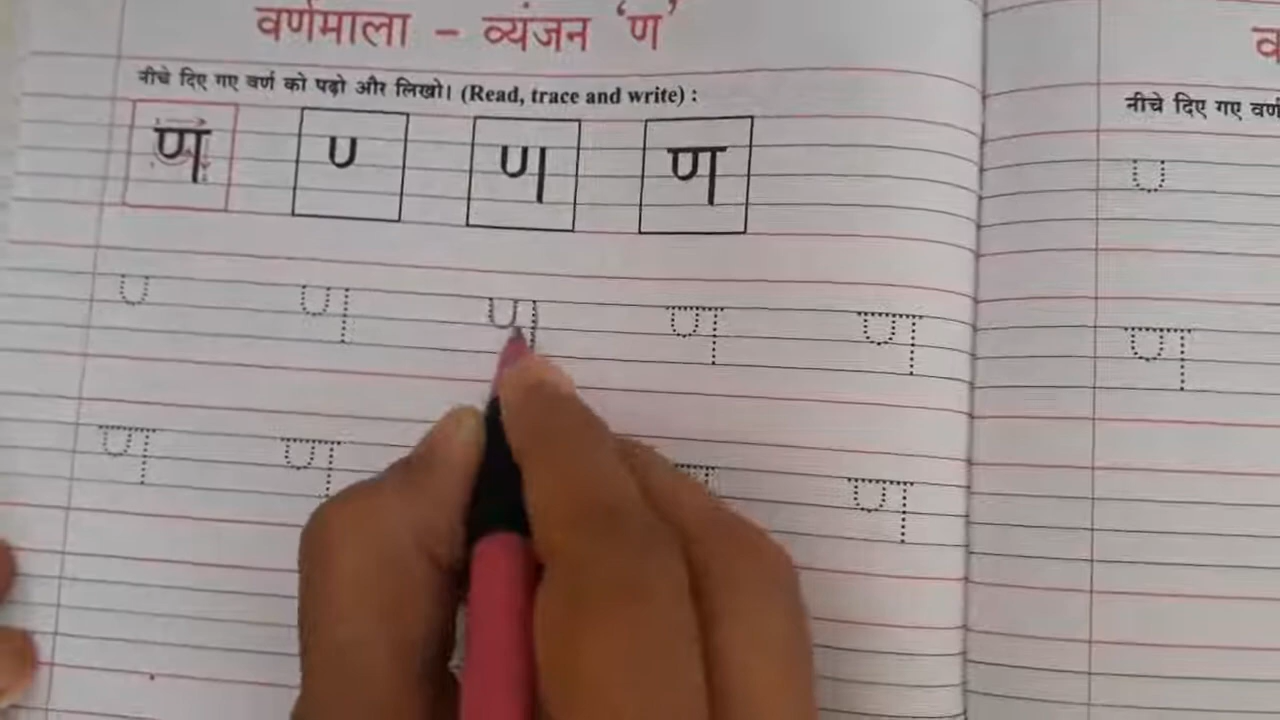 वर्णमाला – व्यंजन ‘ण’
नीचे दिए गए वर्ण को पढ़ो और लिखो। (Read, trace and write) :
ण ण ण
ण ण ण
ण ण ण
नीचे दिए गए वर्ण
ण